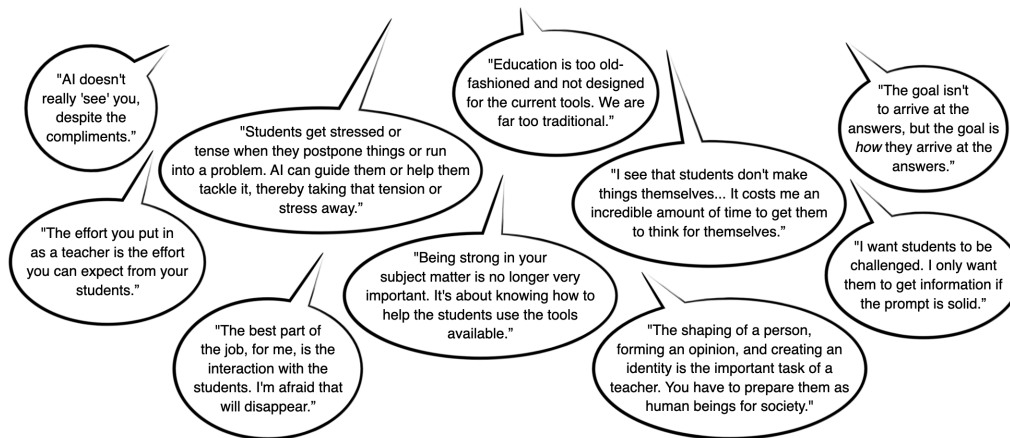 "AI doesn't
really 'see' you,
despite the
compliments.”
"Students get stressed or
tense when they postpone things or run
into a problem. AI can guide them or help them
tackle it, thereby taking that tension or
stress away.”
"Education is too old-
fashioned and not designed
for the current tools. We are
far too traditional.”
"I see that students don't make
things themselves... It costs me an
incredible amount of time to get them
to think for themselves.”
"The goal isn't
to arrive at the
answers, but the goal is
how they arrive at the
answers.”
"The effort you put in
as a teacher is the effort
you can expect from your
students.”
"The best part of
the job, for me, is the
interaction with the
students. I'm afraid that
will disappear.”
"Being strong in your
subject matter is no longer very
important. It's about knowing how to
help the students use the tools
available.”
"The shaping of a person,
forming an opinion, and creating an
identity is the important task of a
teacher. You have to prepare them as
human beings for society."
"I want students to be
challenged. I only want
them to get information if
the prompt is solid.”